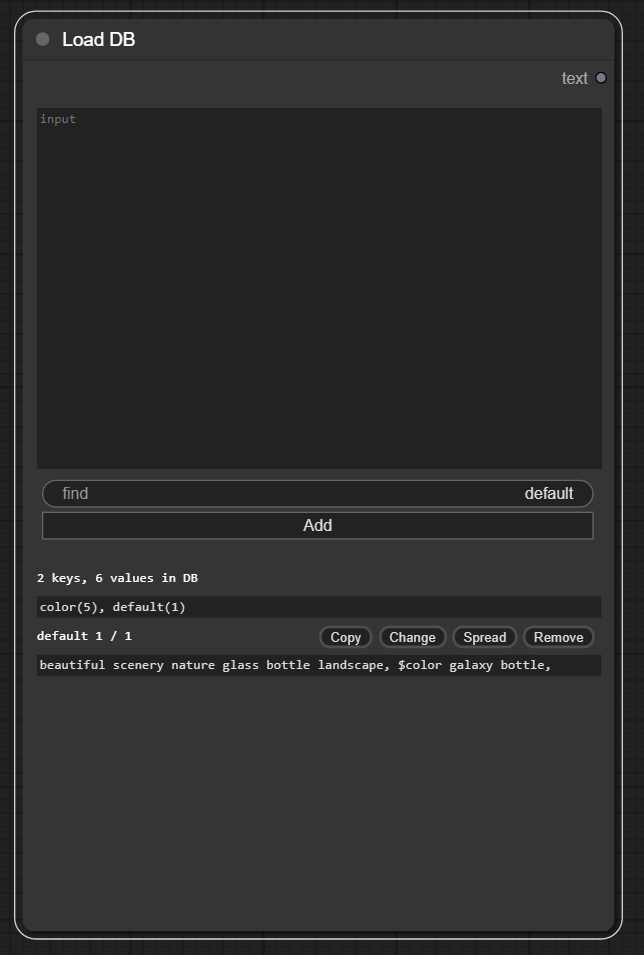 Load DB
text
input
find default
Add
2 keys, 6 values in DB
color(5), default(1)
default 1 / 1 Copy Change Spread Remove
beautiful scenery nature glass bottle landscape, $color galaxy bottle,